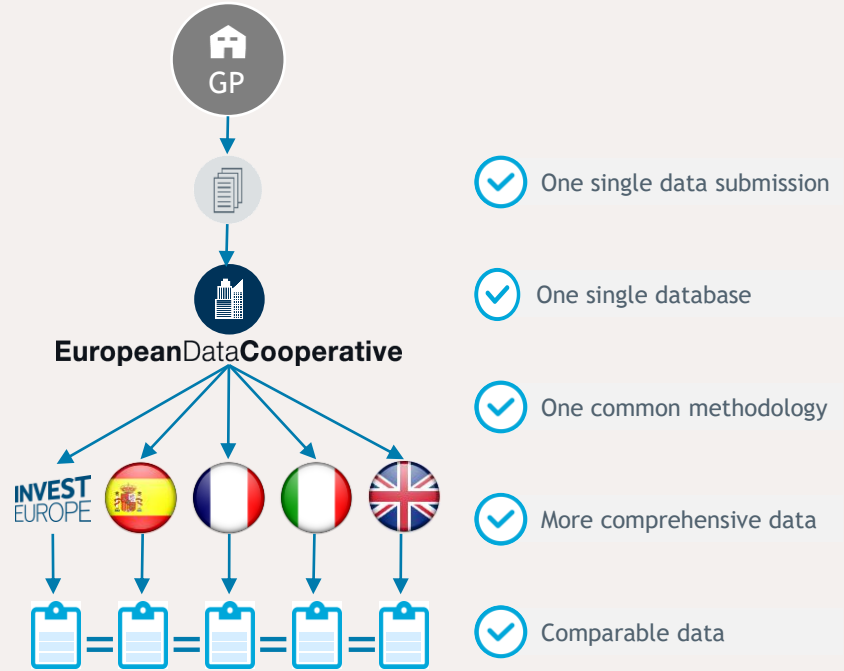 GP
One single data submission
One single database
EuropeanDataCooperative
One common methodology
INVEST
EUROPE
More comprehensive data
= = = =
Comparable data